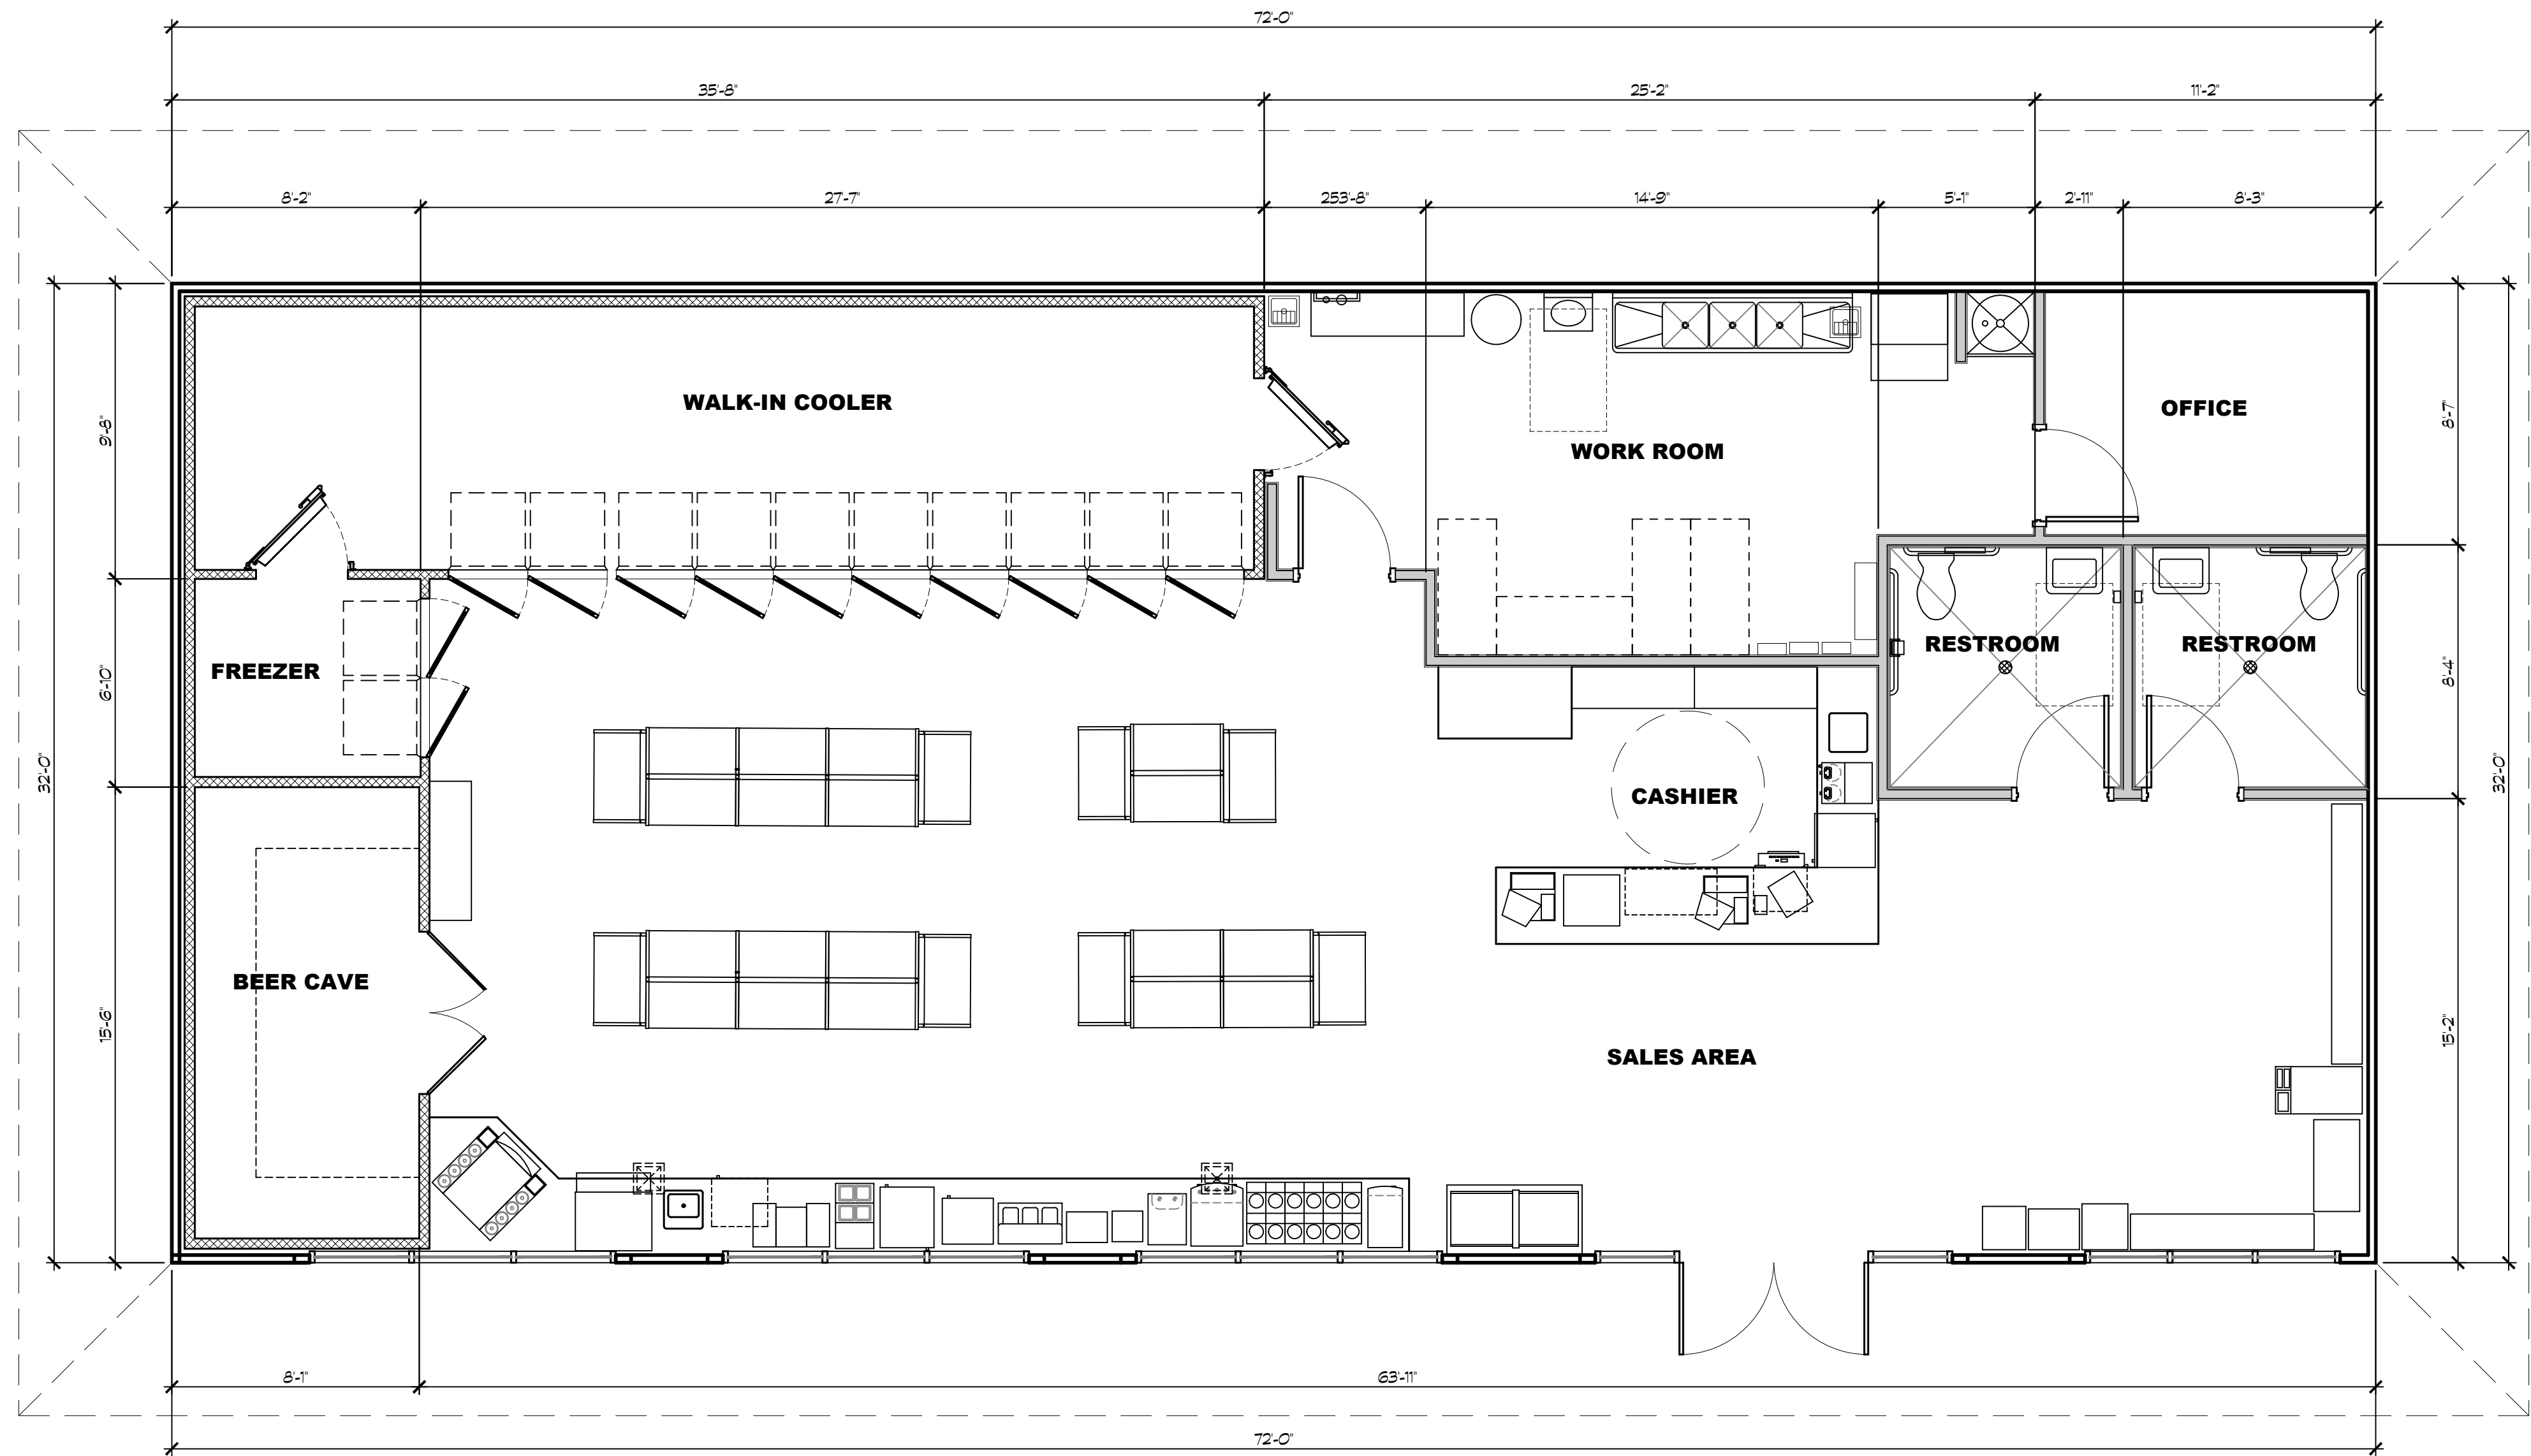 72'-0"
35'-8"
25'-2"
11'-2"
8'-2"
27'-7"
253'-8"
14'-9"
5'-1"
2'-11"
8'-3"
WALK-IN COOLER
OFFICE
9'-8"
8'-7"
WORK ROOM
RESTROOM
RESTROOM
FREEZER
6'-10"
8'-4"
32'-0"
32'-0"
CASHIER
BEER CAVE
15'-6"
15'-2"
SALES AREA
8'-1"
63'-11"
72'-0"